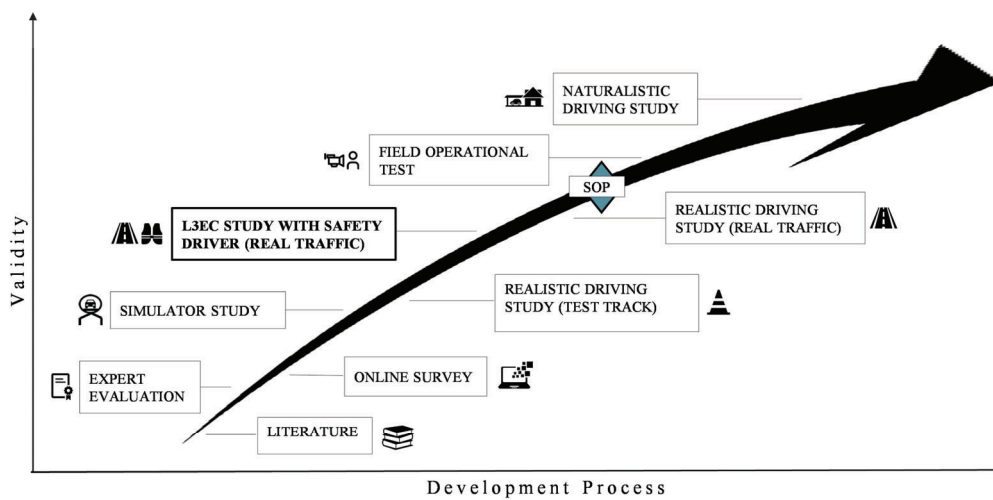 NATURALISTIC
DRIVING STUDY
FIELD OPERATIONAL
TEST
SOP
L3EC STUDY WITH SAFETY
DRIVER (REAL TRAFFIC)
REALISTIC DRIVING
STUDY (REAL TRAFFIC)
SIMULATOR STUDY
REALISTIC DRIVING
STUDY (TEST TRACK)
EXPERT
EVALUATION
ONLINE SURVEY
LITERATURE
Validity
Development Process